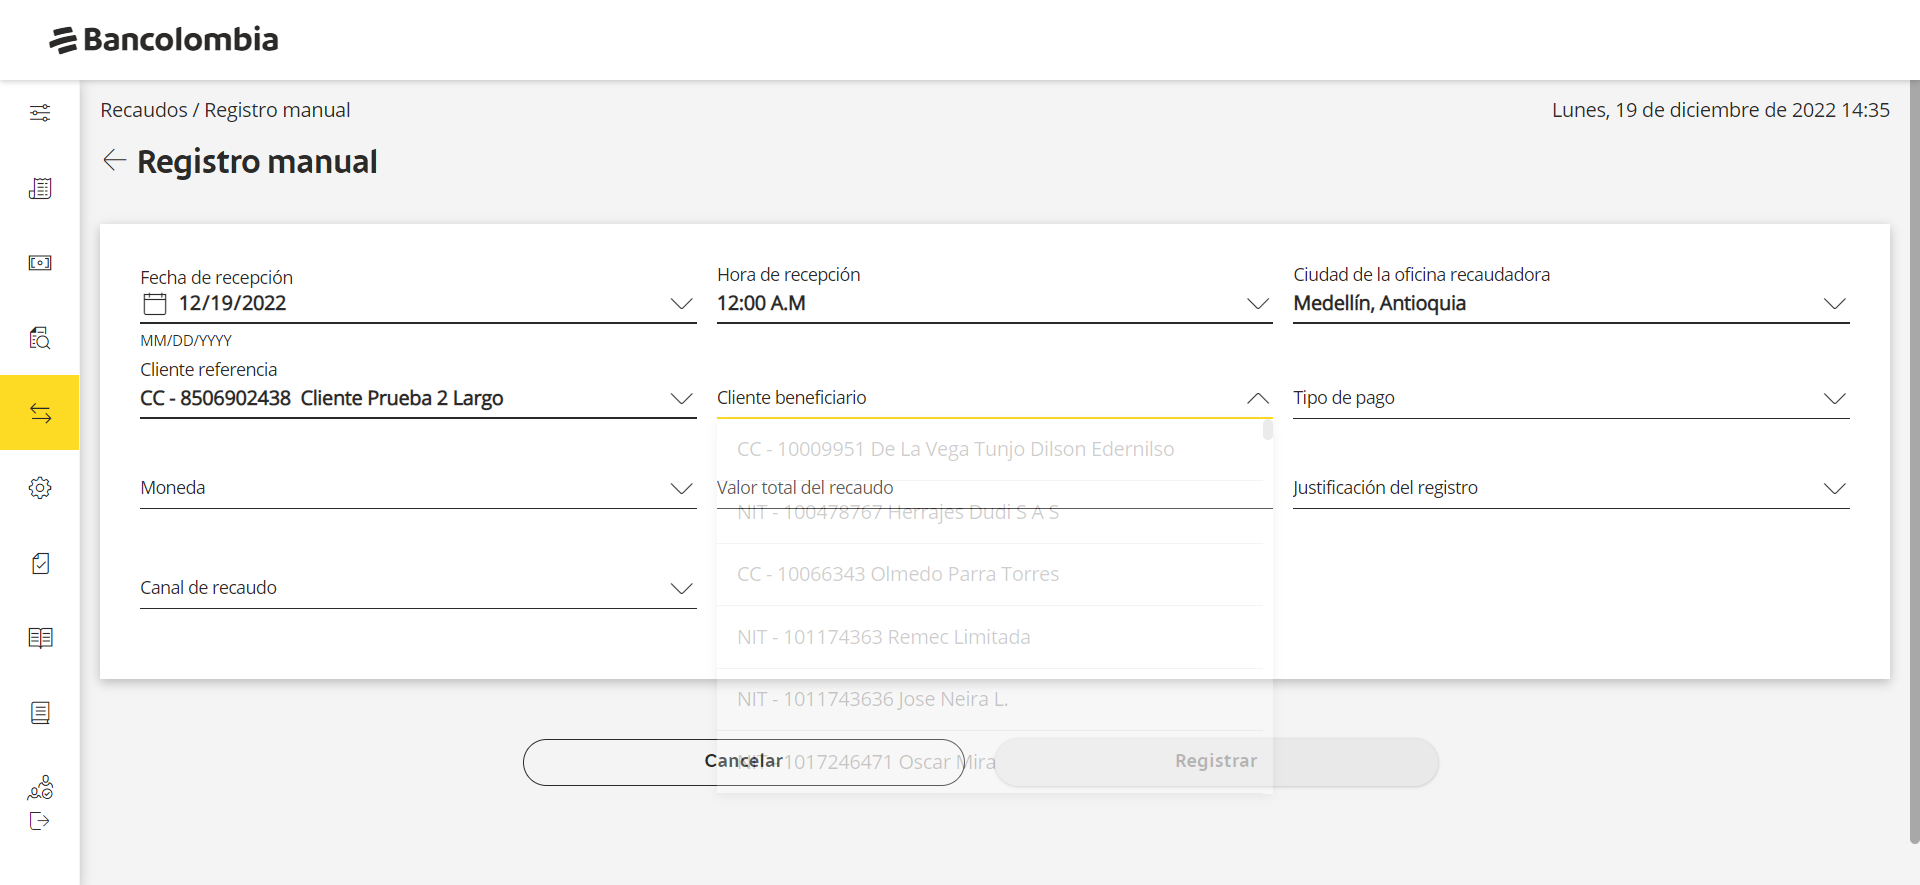 Bancolombia
Recaudos / Registro manual
Lunes, 19 de diciembre de 2022 14:35
Registro manual
Fecha de recepción
12/19/2022
MM/DD/YYYY
Hora de recepción
12:00 A.M
Ciudad de la oficina recaudadora
Medellín, Antioquia
Cliente referencia
CC - 8506902438 Cliente Prueba 2 Largo
Cliente beneficiario
Tipo de pago
CC - 10009951 De La Vega Tunjo Dilson Edernilso
Moneda
Valor total del recaudo
Justificación del registro
NIT - 100478767 Herrajes Dudi S A S
CC - 10066343 Olmedo Parra Torres
Canal de recaudo
NIT - 101174363 Remec Limitada
NIT - 1011743636 Jose Neira L.
NIT - 1017246471 Oscar Mira
Cancelar
Registrar